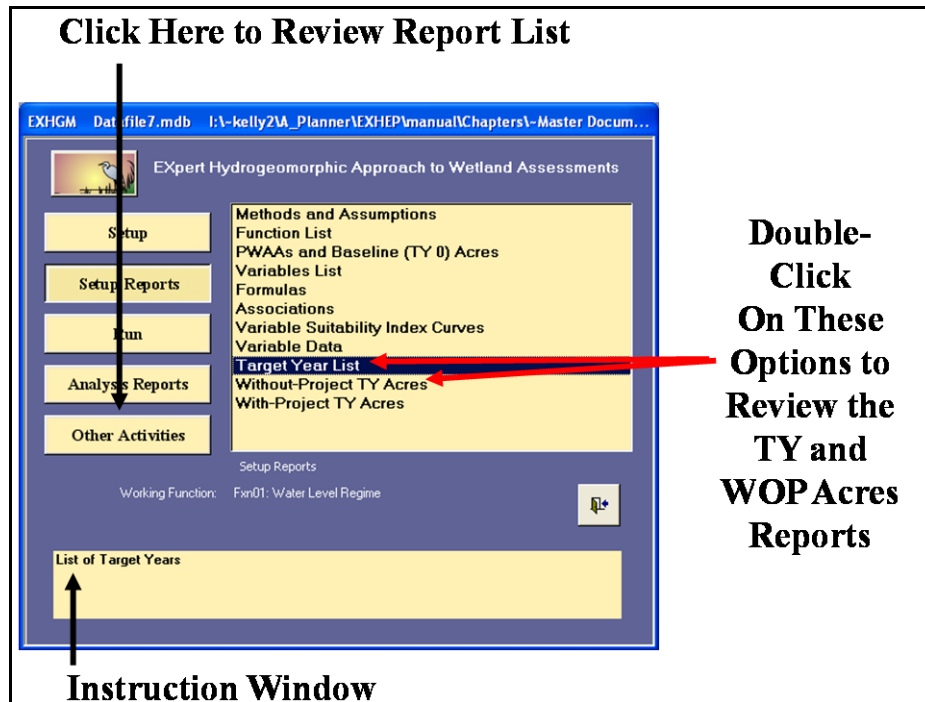 Click Here to Review Report List
EXHGM Datafile7.mdb I:\~kelly2\A_Planner\EXHEP\manual\Chapters\~Master Docum...
EXpert Hydrogeomorphic Approach to Wetland Assessments
Setup
Setup Reports
Run
Analysis Reports
Other Activities
Methods and Assumptions
Function List
PWAAs and Baseline (TY 0) Acres
Variables List
Formulas
Associations
Variable Suitability Index Curves
Variable Data
Target Year List
Without-Project TY Acres
With-Project TY Acres
Setup Reports
Working Function: Fxn01: Water Level Regime
List of Target Years
Double-
Click
On These
Options to
Review the
TY and
WOP Acres
Reports
Instruction Window